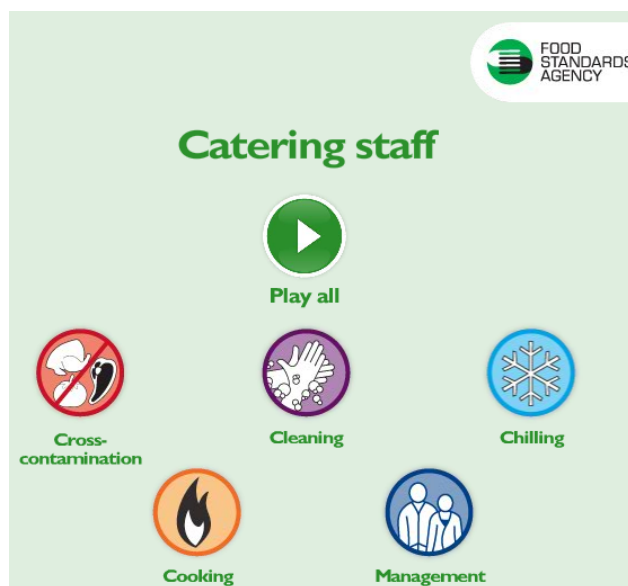 FOOD
STANDARDS
AGENCY
Catering staff
Play all
Cross-
contamination
Cleaning
Chilling
Cooking
Management